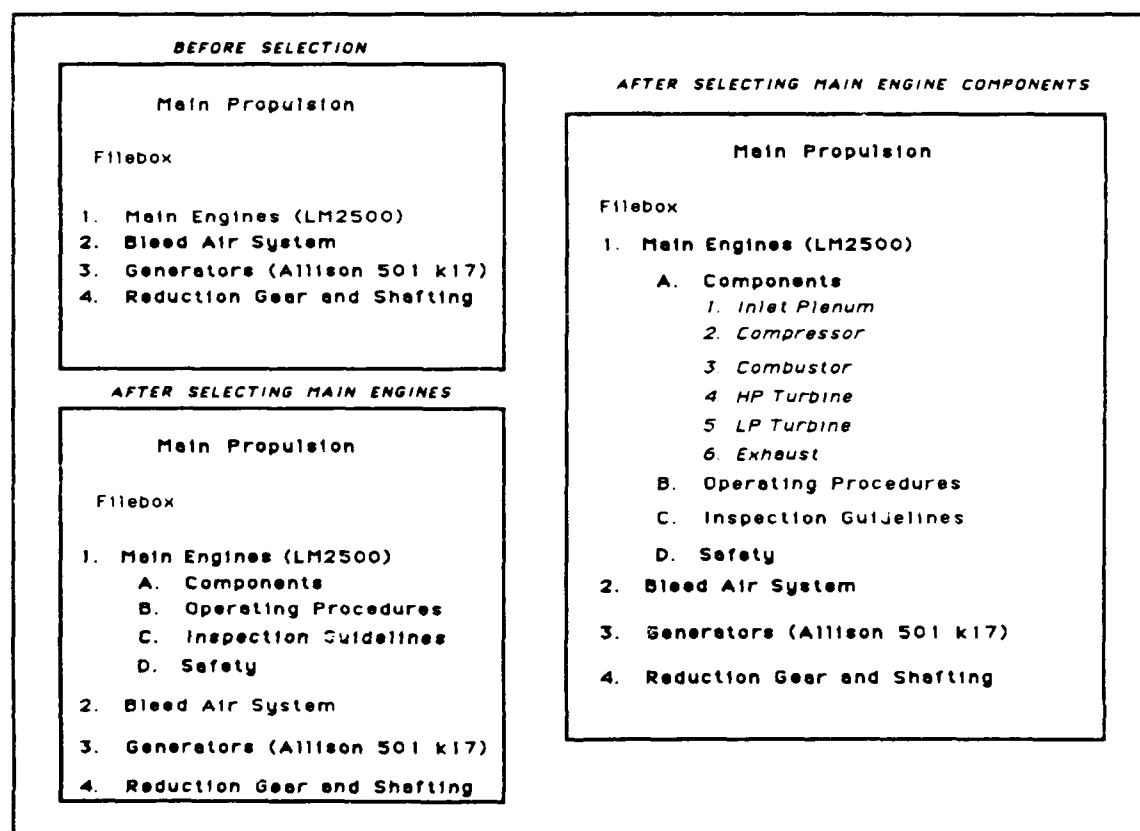 BEFORE SELECTION
Main Propulsion
Filebox
1. Main Engines (LM2500)
2. Bleed Air System
3. Generators (Allison 501 k17)
4. Reduction Gear and Shafting
AFTER SELECTING MAIN ENGINES
Main Propulsion
Filebox
1. Main Engines (LM2500)
A. Components
B. Operating Procedures
C. Inspection Guidelines
D. Safety
2. Bleed Air System
3. Generators (Allison 501 k17)
4. Reduction Gear and Shafting
AFTER SELECTING MAIN ENGINE COMPONENTS
Main Propulsion
Filebox
1. Main Engines (LM2500)
A. Components
1. Inlet Plenum
2. Compressor
3 Combustor
4 HP Turbine
5 LP Turbine
6. Exhaust
B. Operating Procedures
C. Inspection Guidelines
D. Safety
2. Bleed Air System
3. Generators (Allison 501 k17)
4. Reduction Gear and Shafting